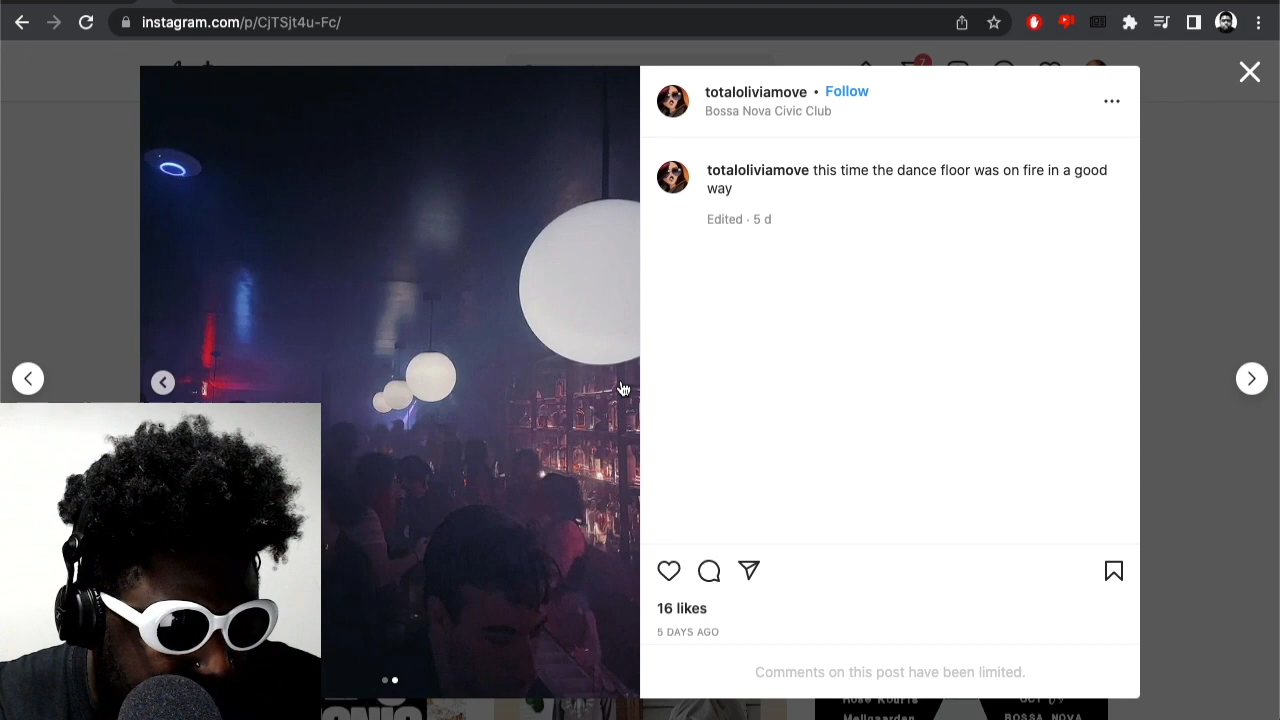 instagram.com/p/CjTSjt4u-Fc/
7
totaloliviamove • Follow
Bossa Nova Civic Club
totaloliviamove this time the dance floor was on fire in a good
way
Edited · 5 d
16 likes
5 DAYS AGO
Comments on this post have been limited.
BOSSA NOVA